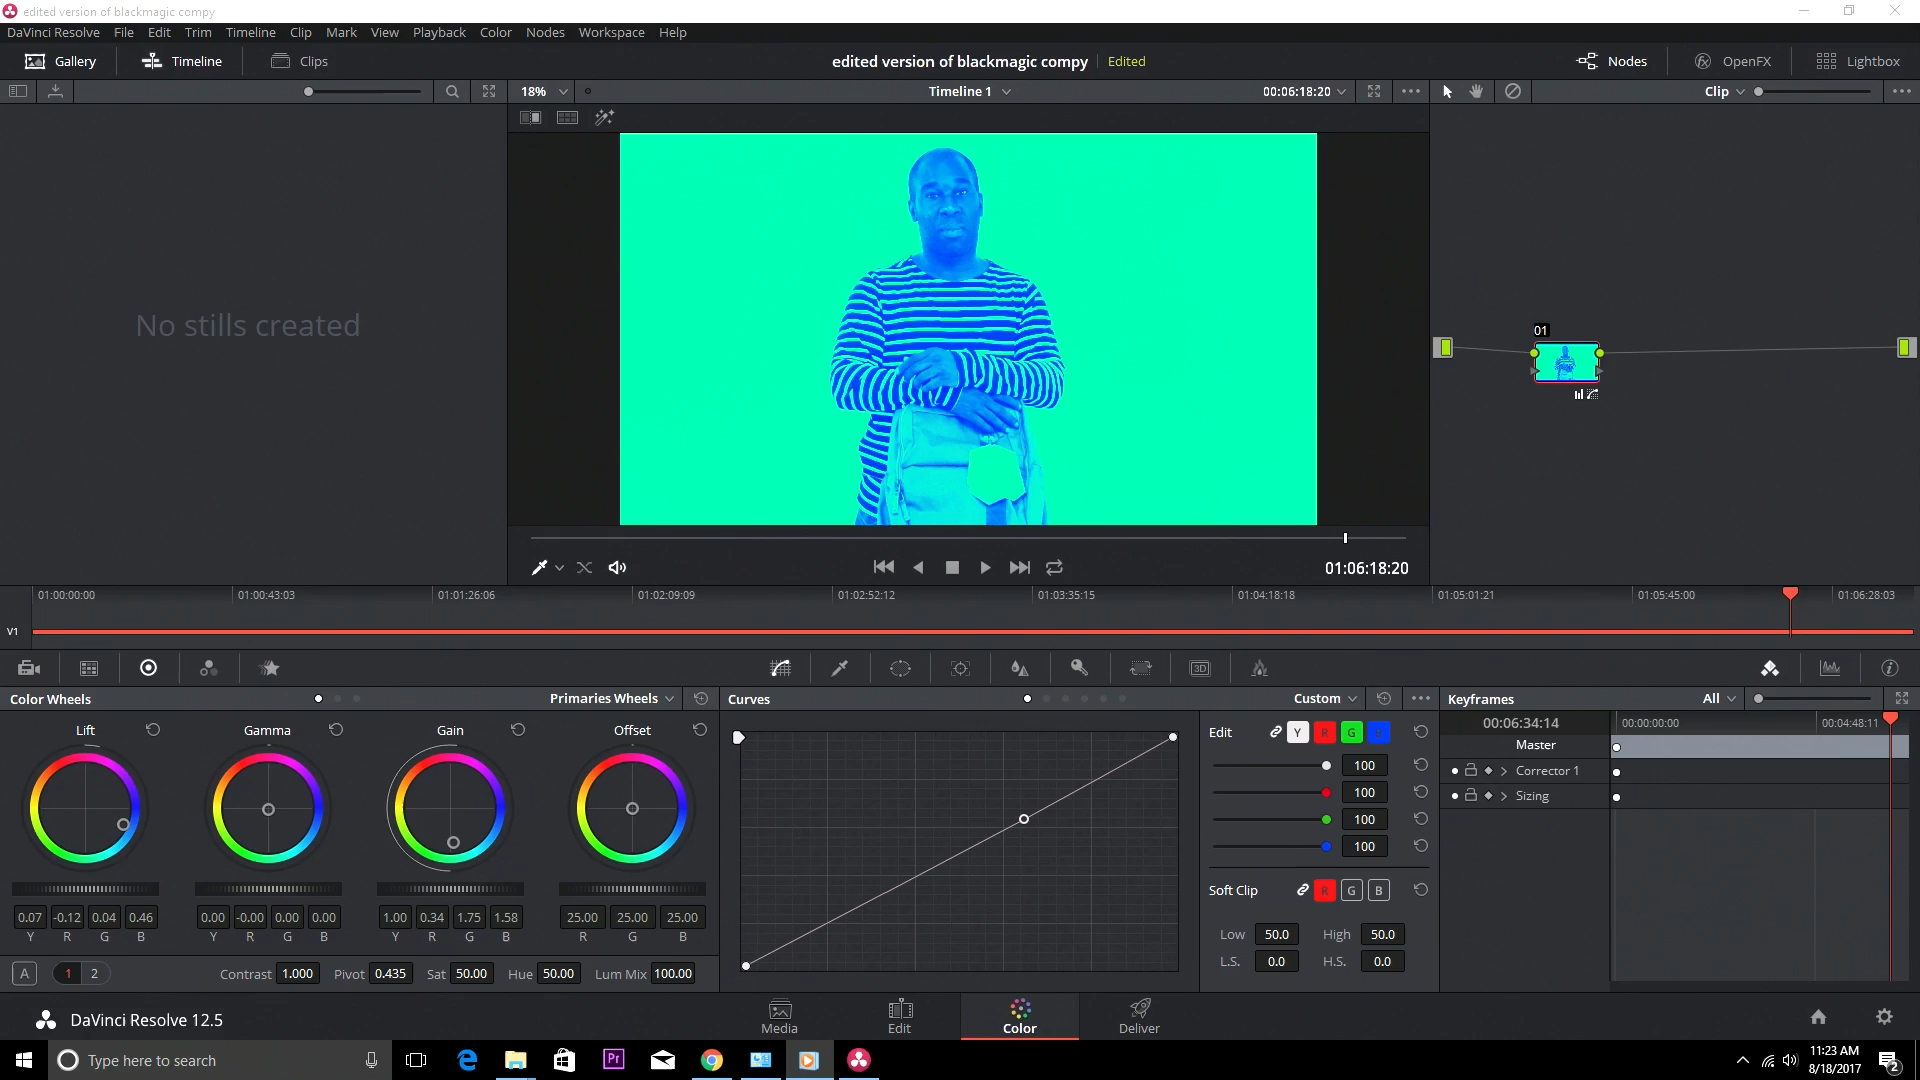 edited version of blackmagic compy
DaVinci Resolve File Edit Trim Timeline Clip Mark View Playback Color Nodes Workspace Help
Gallery Timeline Clips edited version of blackmagic compy Edited Nodes OpenFX Lightbox
18% Timeline 1 00:06:18:20 Clip
No stills created
01
01:06:18:20
01:00:00:00 01:00:43:03 01:01:26:06 01:02:09:09 01:02:52:12 01:03:35:15 01:04:18:18 01:05:01:21 01:05:45:00 01:06:28:03
V1
3D
Color Wheels Primaries Wheels Curves Custom Keyframes All
Lift Gamma Gain Offset
Edit Y R G B
00:06:34:14 00:00:00:00 00:04:48:11
Master
100
Corrector 1
100
Sizing
100
100
Soft Clip R G B
0.07 -0.12 0.04 0.46 0.00 -0.00 0.00 0.00 1.00 0.34 1.75 1.58 25.00 25.00 25.00
Y R G B Y R G B Y R G B R G B
Low 50.0 High 50.0
L.S. 0.0 H.S. 0.0
A 1 2 Contrast 1.000 Pivot 0.435 Sat 50.00 Hue 50.00 Lum Mix 100.00
DaVinci Resolve 12.5 Media Edit Color Deliver
Type here to search Pr 11:23 AM
8/18/2017 2